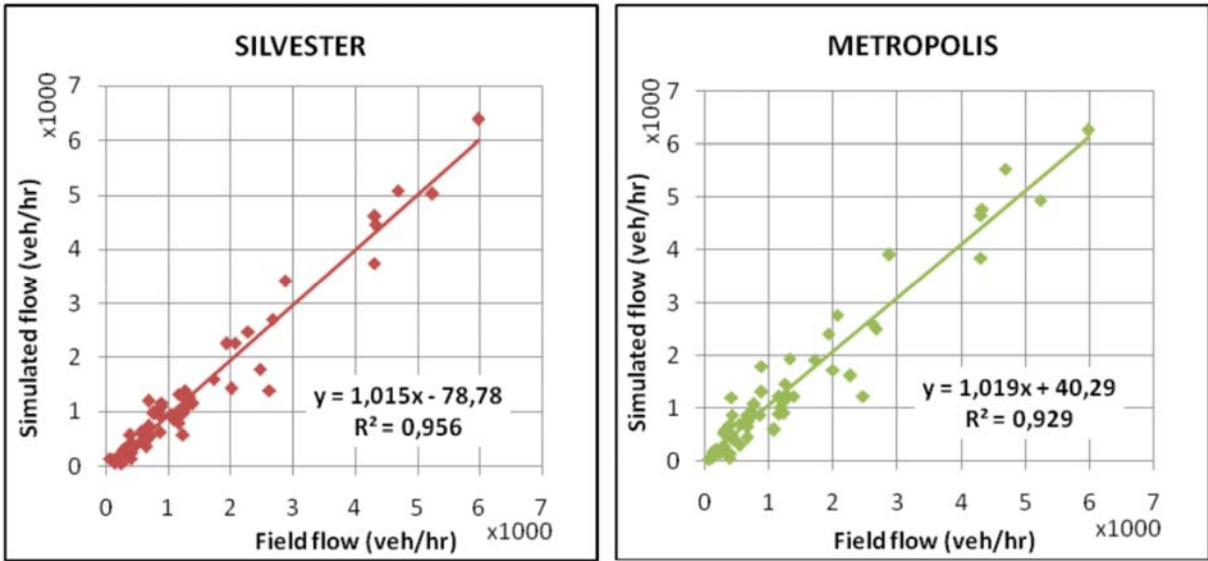 SILVESTER
x1000
7
6
5
4
3
2
1
0
Simulated flow (veh/hr)
y = 1,015x - 78,78
R² = 0,956
0 1 2 3 4 5 6 7
x1000
Field flow (veh/hr)
METROPOLIS
x1000
7
6
5
4
3
2
1
0
Simulated flow (veh/hr)
y = 1,019x + 40,29
R² = 0,929
0 1 2 3 4 5 6 7
x1000
Field flow (veh/hr)